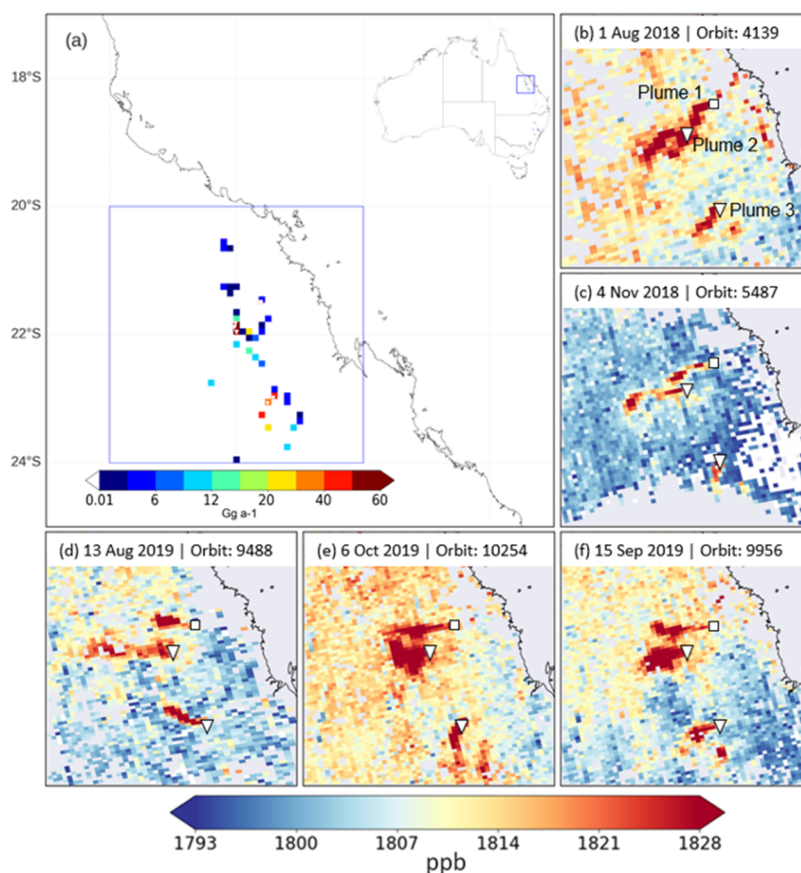 (a)
18°S
20°S
22°S
24°S
0.01 6 12 20 40 60
Gg a-1
(b) 1 Aug 2018 | Orbit: 4139
Plume 1
Plume 2
Plume 3
(c) 4 Nov 2018 | Orbit: 5487
(d) 13 Aug 2019 | Orbit: 9488
(e) 6 Oct 2019 | Orbit: 10254
(f) 15 Sep 2019 | Orbit: 9956
1793 1800 1807 1814 1821 1828
ppb